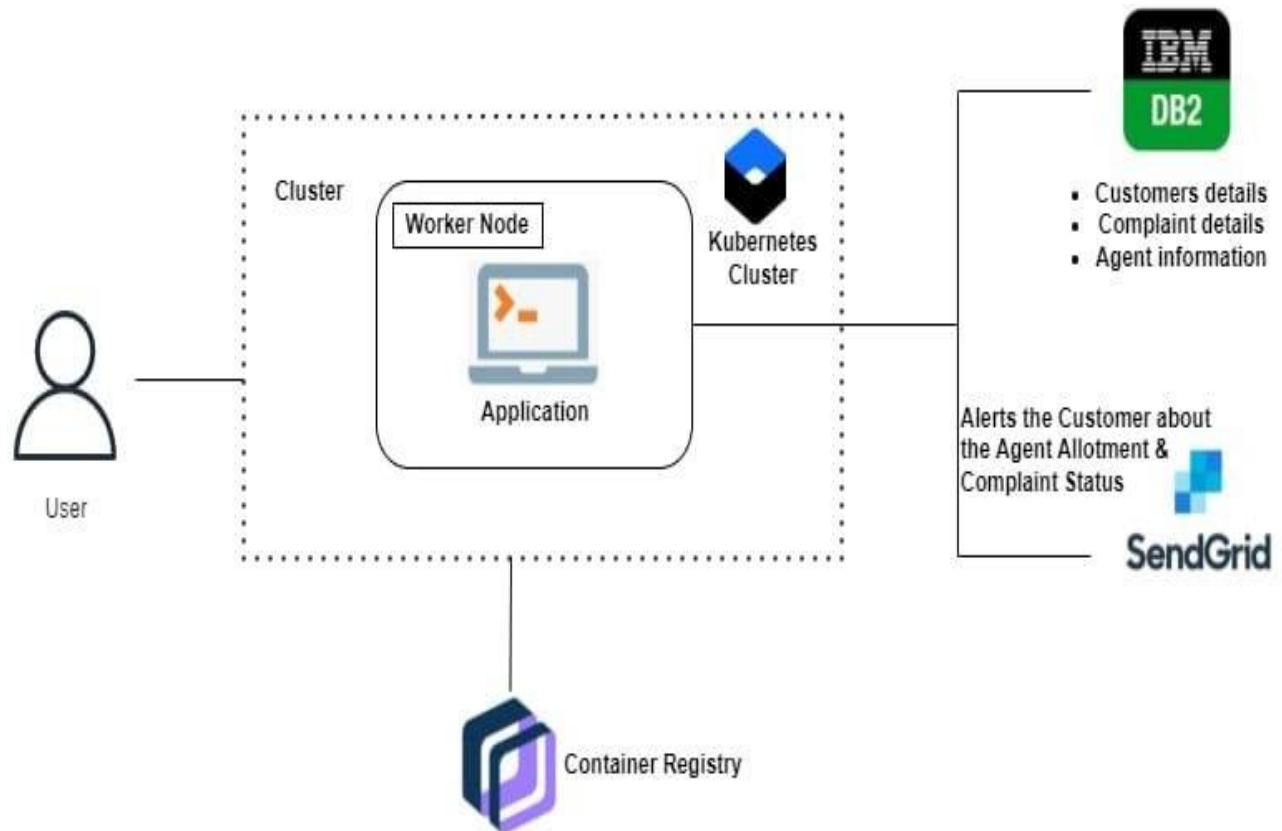 IBM
DB2
• Customers details
• Complaint details
• Agent information
Cluster
Worker Node
Kubernetes
Cluster
Application
User
Alerts the Customer about
the Agent Allotment &
Complaint Status
SendGrid
Container Registry